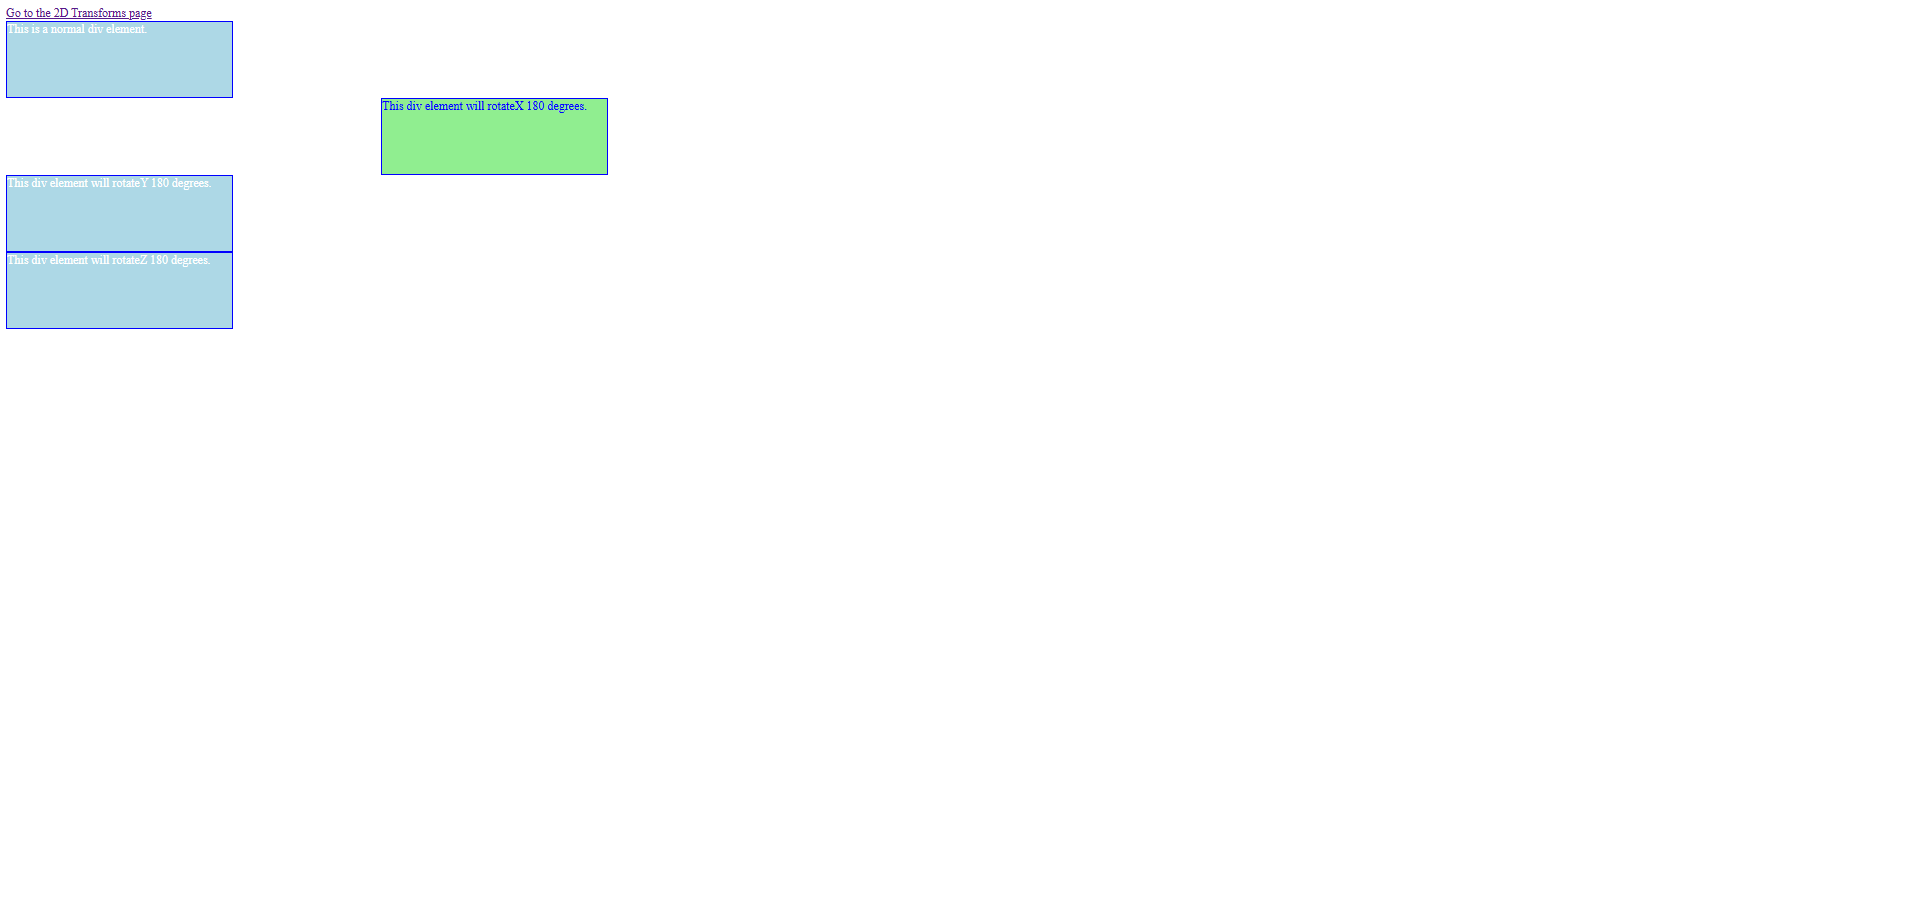 Go to the 2D Transforms page
This is a normal div element.
This div element will rotateX 180 degrees.
This div element will rotateY 180 degrees.
This div element will rotateZ 180 degrees.